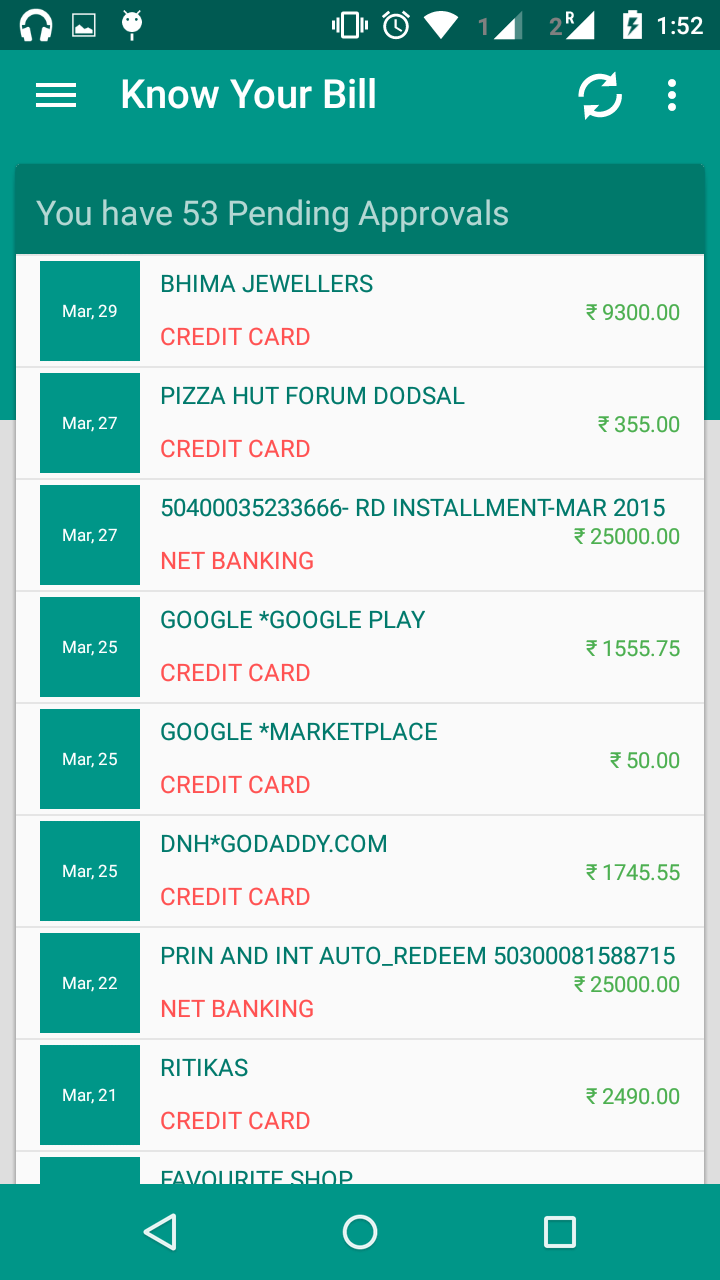 1 2 R 1:52
Know Your Bill
You have 53 Pending Approvals
BHIMA JEWELLERS
Mar, 29
₹ 9300.00
CREDIT CARD
PIZZA HUT FORUM DODSAL
Mar, 27
₹ 355.00
CREDIT CARD
50400035233666- RD INSTALLMENT-MAR 2015
Mar, 27
₹ 25000.00
NET BANKING
GOOGLE *GOOGLE PLAY
Mar, 25
₹ 1555.75
CREDIT CARD
GOOGLE *MARKETPLACE
Mar, 25
₹ 50.00
CREDIT CARD
DNH*GODADDY.COM
Mar, 25
₹ 1745.55
CREDIT CARD
PRIN AND INT AUTO_REDEEM 50300081588715
Mar, 22
₹ 25000.00
NET BANKING
RITIKAS
Mar, 21
₹ 2490.00
CREDIT CARD
FAVOURITE SHOP